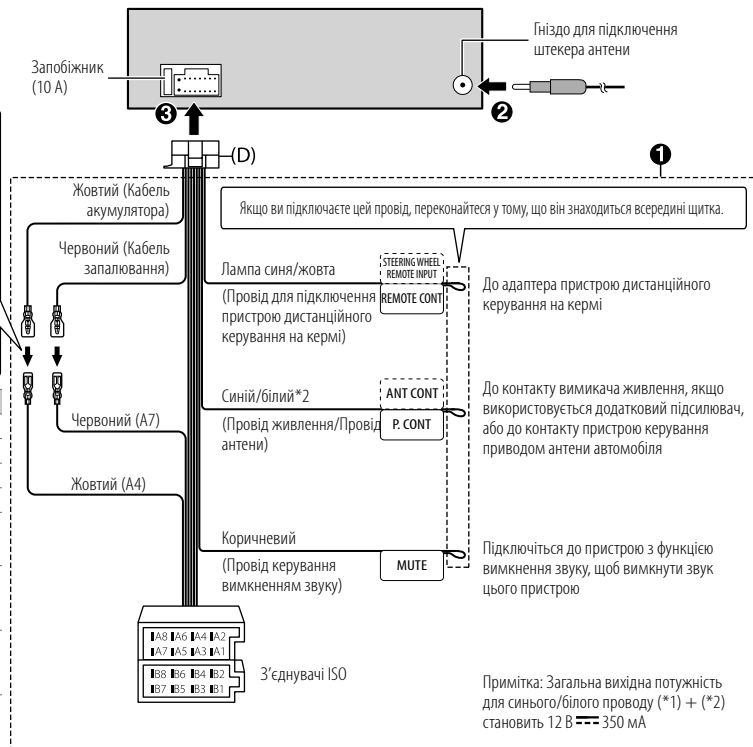 Гніздо для підключення
штекера антени
Запобіжник
(10 A)
3
2
(D)
1
Жовтий (Кабель
акумулятора)
Якщо ви підключаєте цей провід, переконайтеся у тому, що він знаходиться всередині щитка.
Червоний (Кабель
запалювання)
Лампа синя/жовта
(Провід для підключення
пристрою дистанційного
керування на кермі)
STEERING WHEEL
REMOTE INPUT
REMOTE CONT
До адаптера пристрою дистанційного
керування на кермі
Синій/білий*2
(Провід живлення/Провід
антени)
ANT CONT
P. CONT
До контакту вимикача живлення, якщо
використовується додатковий підсилювач,
або до контакту пристрою керування
приводом антени автомобіля
Червоний (A7)
Жовтий (A4)
Коричневий
(Провід керування
вимкненням звуку)
MUTE
Підключіться до пристрою з функцією
вимкнення звуку, щоб вимкнути звук
цього пристрою
A8 A6 A4 A2
A7 A5 A3 A1
B8 B6 B4 B2
B7 B5 B3 B1
З'єднувачі ISO
Примітка: Загальна вихідна потужність
для синього/білого проводу (*1) + (*2)
становить 12 В ⎓ 350 мА